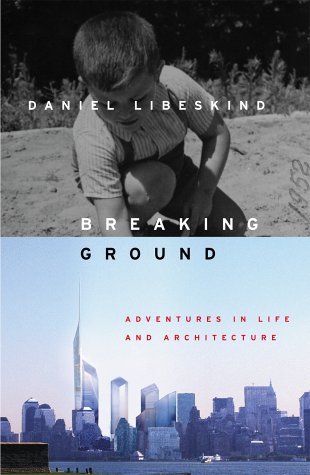 DANIEL LIBESKIND
BREAKING
GROUND
ADVENTURES IN LIFE
AND ARCHITECTURE